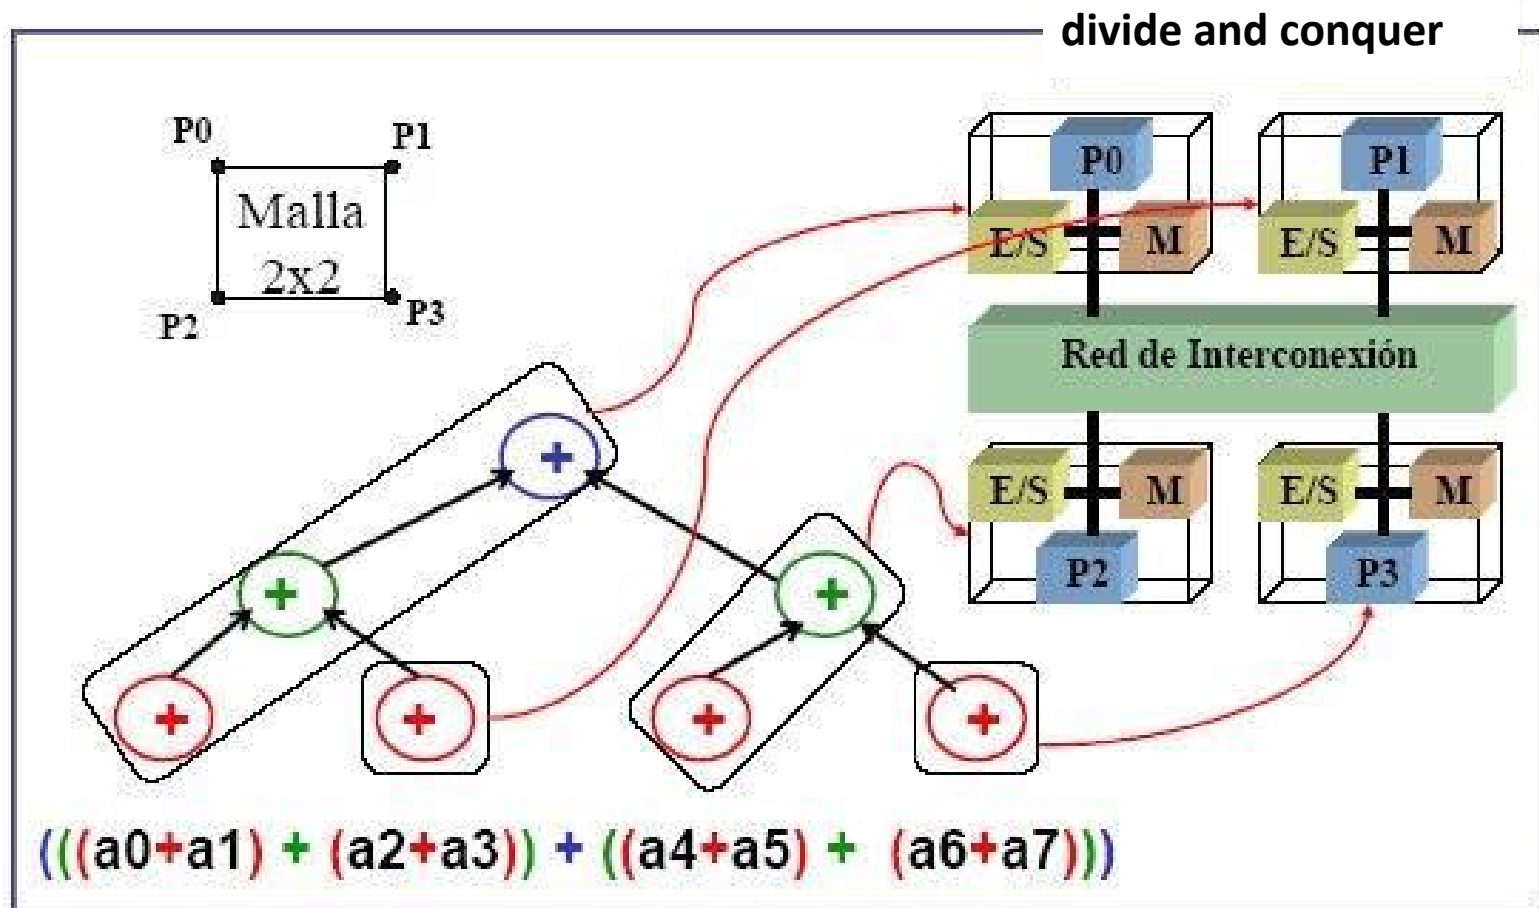 divide and conquer
P0
P1
Malla
2x2
P2
P3
P0
P1
E/S
M
E/S
M
Red de Interconexión
E/S
M
E/S
M
P2
P3
+
+
+
+
+
+
+
(((a0+a1) + (a2+a3)) + ((a4+a5) + (a6+a7)))